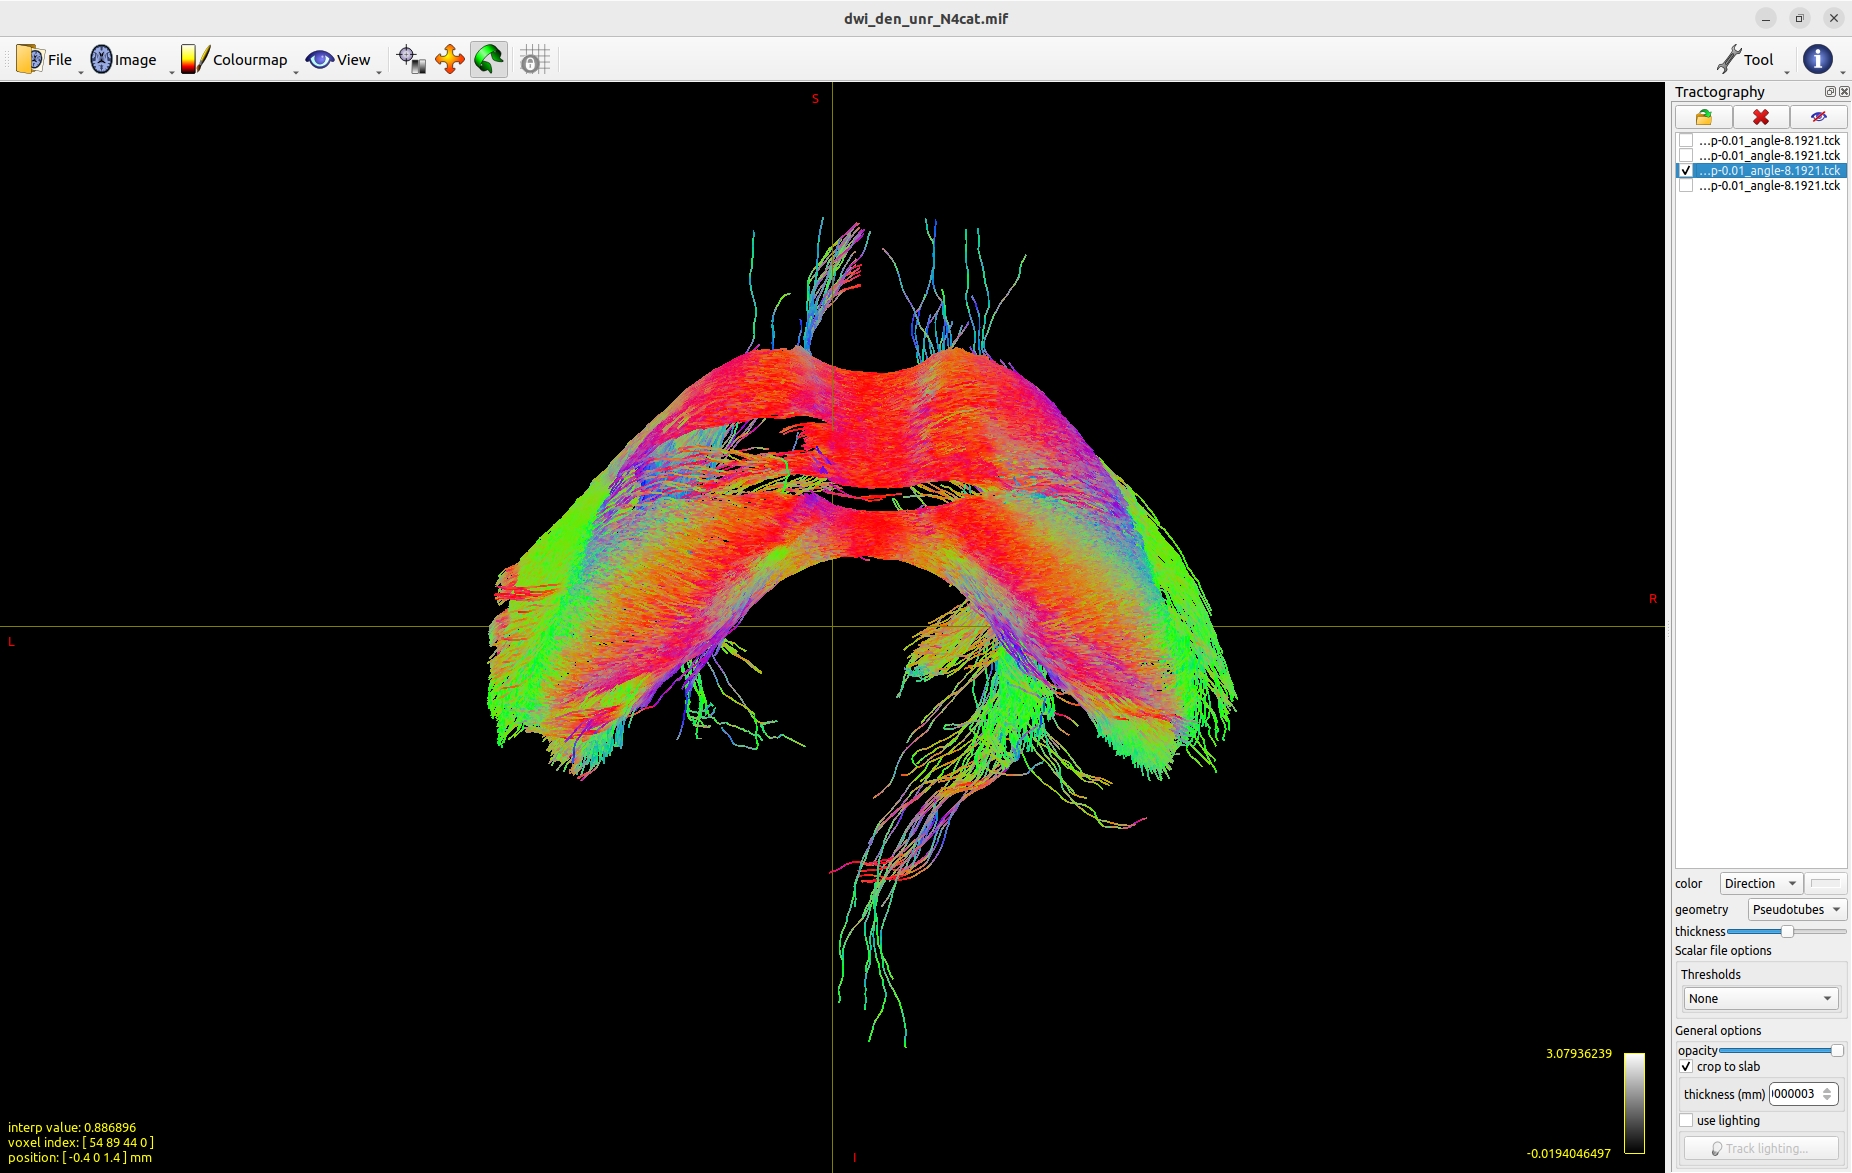 dwi_den_unr_N4cat.mif
File Image Colourmap View Tool
Tractography
...p-0.01_angle-8.1921.tck
...p-0.01_angle-8.1921.tck
...p-0.01_angle-8.1921.tck
...p-0.01_angle-8.1921.tck
S
R
L
I
color Direction
geometry Pseudotubes
thickness
Scalar file options
Thresholds
None
General options
opacity
crop to slab
thickness (mm) 000003
use lighting
Track lighting...
3.07936239
-0.0194046497
interp value: 0.886896
voxel index: [ 54 89 44 0 ]
position: [ -0.4 0 1.4 ] mm